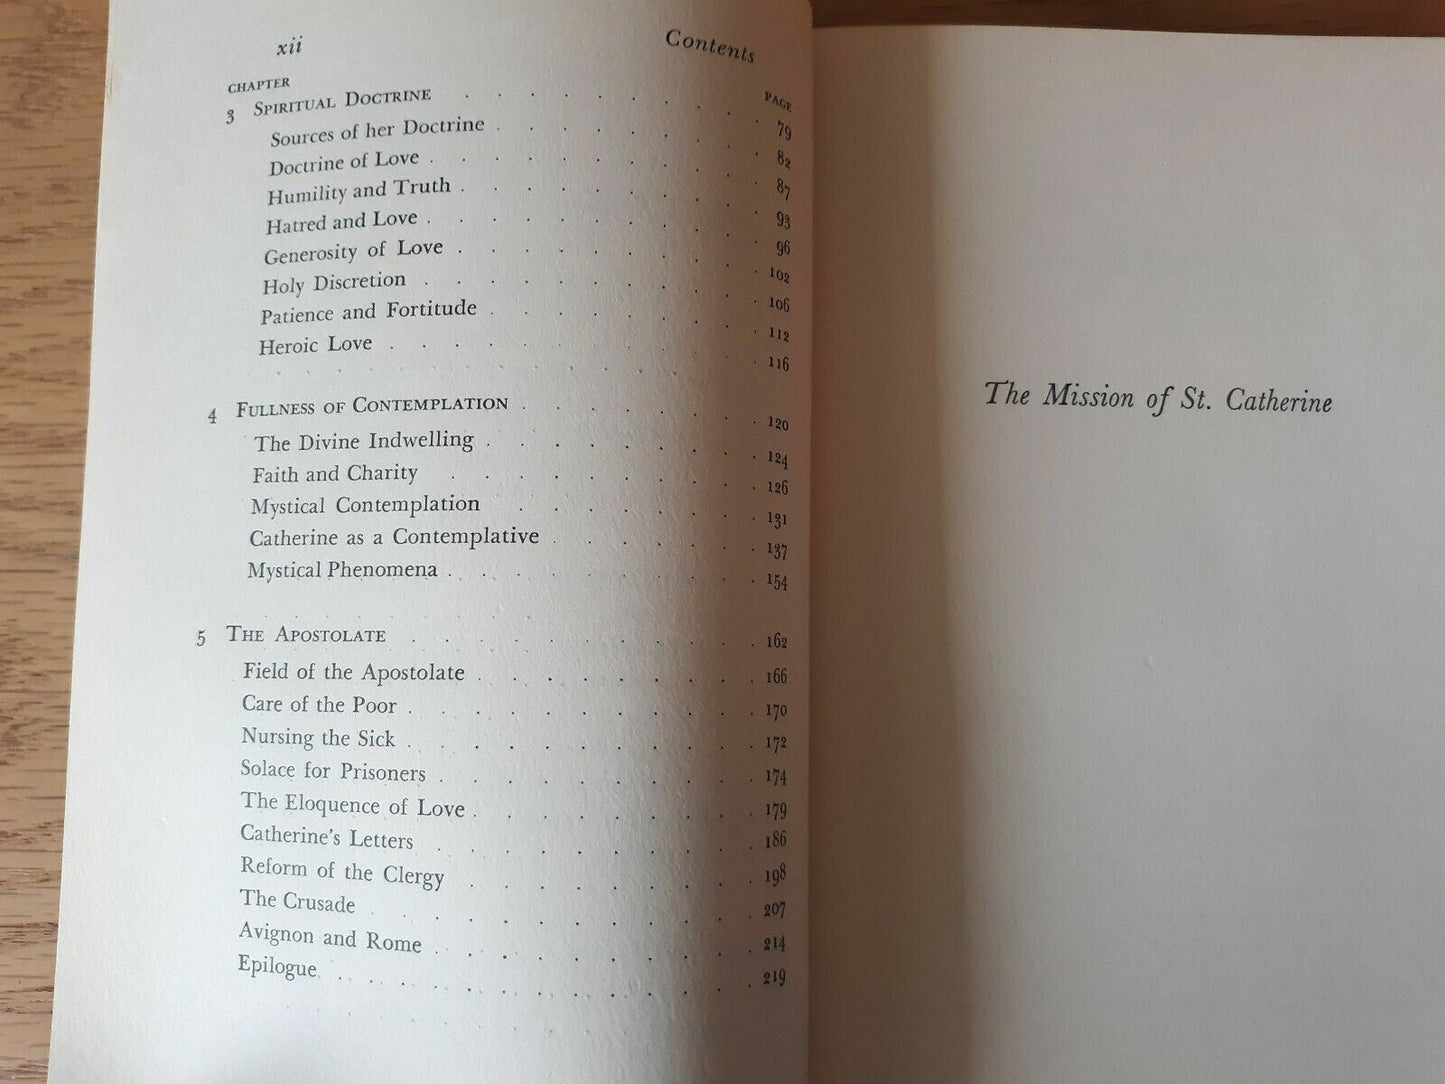 xii Contents
CHAPTER PAGE
3 SPIRITUAL DOCTRINE . . . . . . . . . . 79
Sources of her Doctrine . . . . . . . . . 82
Doctrine of Love . . . . . . . . . . 87
Humility and Truth . . . . . . . . . . 93
Hatred and Love . . . . . . . . . . 96
Generosity of Love . . . . . . . . . . 102
Holy Discretion . . . . . . . . . . 106
Patience and Fortitude . . . . . . . . . 112
Heroic Love . . . . . . . . . . 116
4 FULLNESS OF CONTEMPLATION . . . . . . . . 120
The Divine Indwelling . . . . . . . . . 124
Faith and Charity . . . . . . . . . 126
Mystical Contemplation . . . . . . . . 131
Catherine as a Contemplative . . . . . . . 137
Mystical Phenomena . . . . . . . . . . 154
5 THE APOSTOLATE . . . . . . . . . . 162
Field of the Apostolate . . . . . . . . . 166
Care of the Poor . . . . . . . . . . . 170
Nursing the Sick . . . . . . . . . . . 172
Solace for Prisoners . . . . . . . . . . 174
The Eloquence of Love . . . . . . . . . 179
Catherine's Letters . . . . . . . . . . 186
Reform of the Clergy . . . . . . . . . 198
The Crusade . . . . . . . . . . . . 207
Avignon and Rome . . . . . . . . . . 214
Epilogue . . . . . . . . . . . . . 219
The Mission of St. Catherine